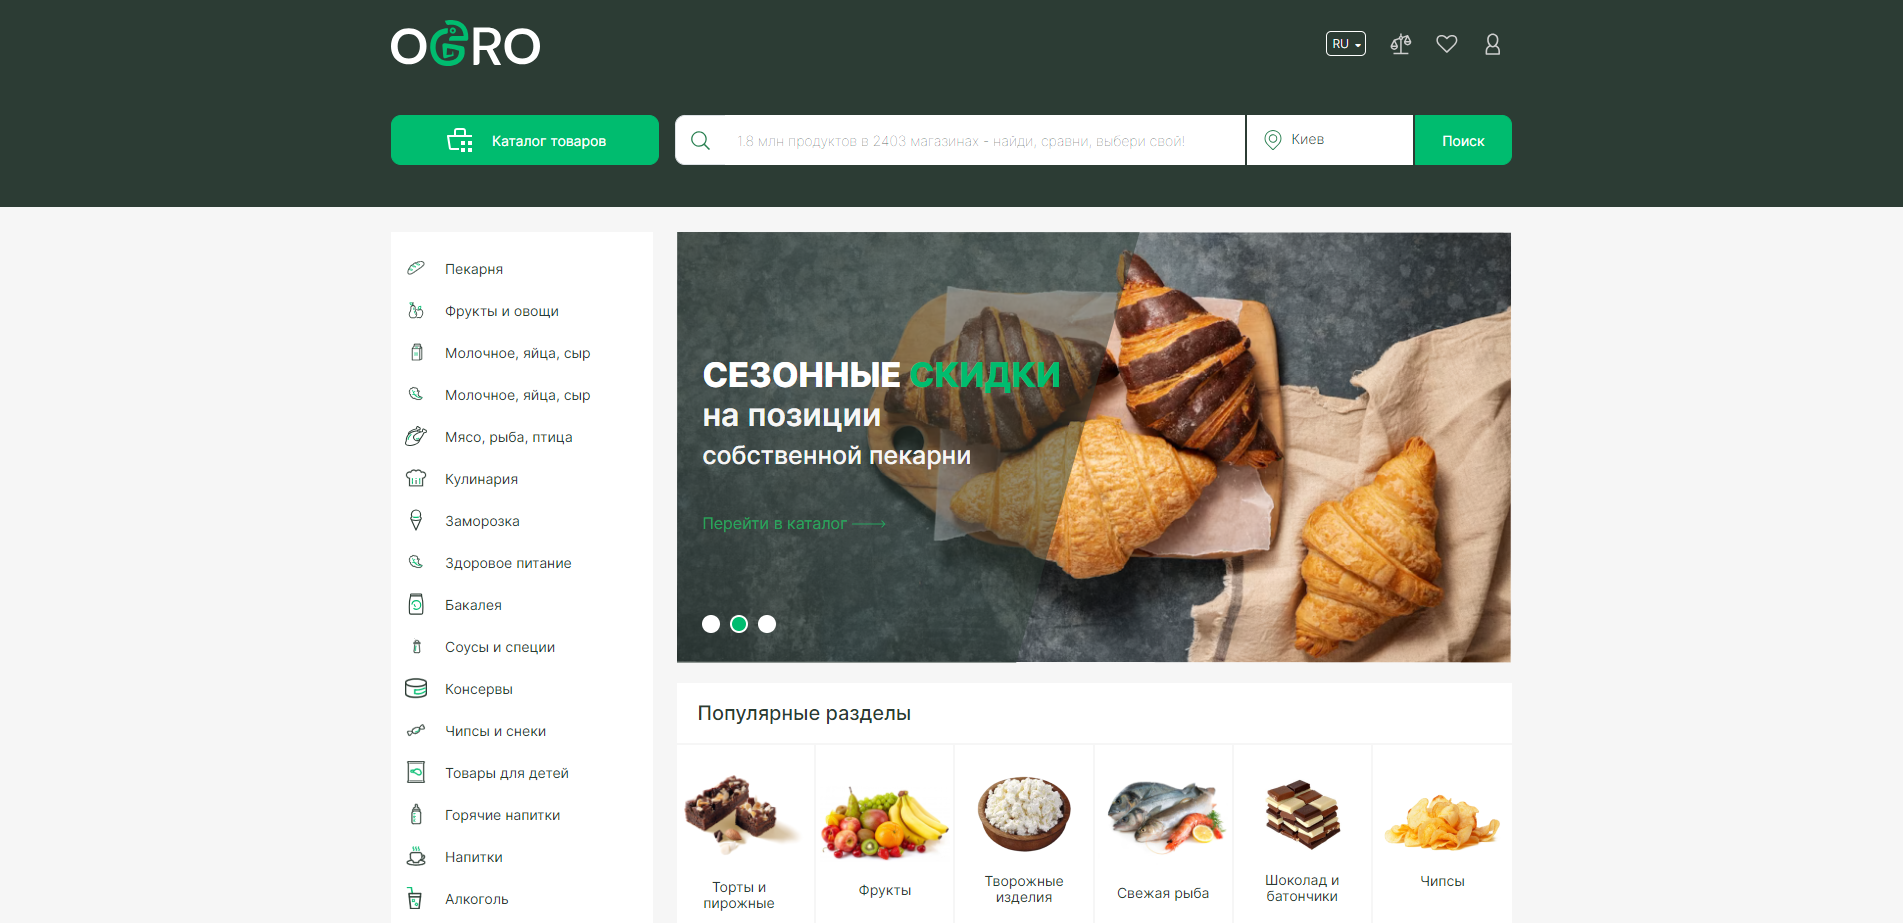 OGRO
RU
Каталог товаров
1.8 млн продуктов в 2403 магазинах - найди, сравни, выбери свой!
Киев
Поиск
Пекарня
Фрукты и овощи
Молочное, яйца, сыр
Молочное, яйца, сыр
Мясо, рыба, птица
Кулинария
Заморозка
Здоровое питание
Бакалея
Соусы и специи
Консервы
Чипсы и снеки
Товары для детей
Горячие напитки
Напитки
Алкоголь
СЕЗОННЫЕ СКИДКИ
на позиции
собственной пекарни
Перейти в каталог
Популярные разделы
Торты и
пирожные
Фрукты
Творожные
изделия
Свежая рыба
Шоколад и
батончики
Чипсы